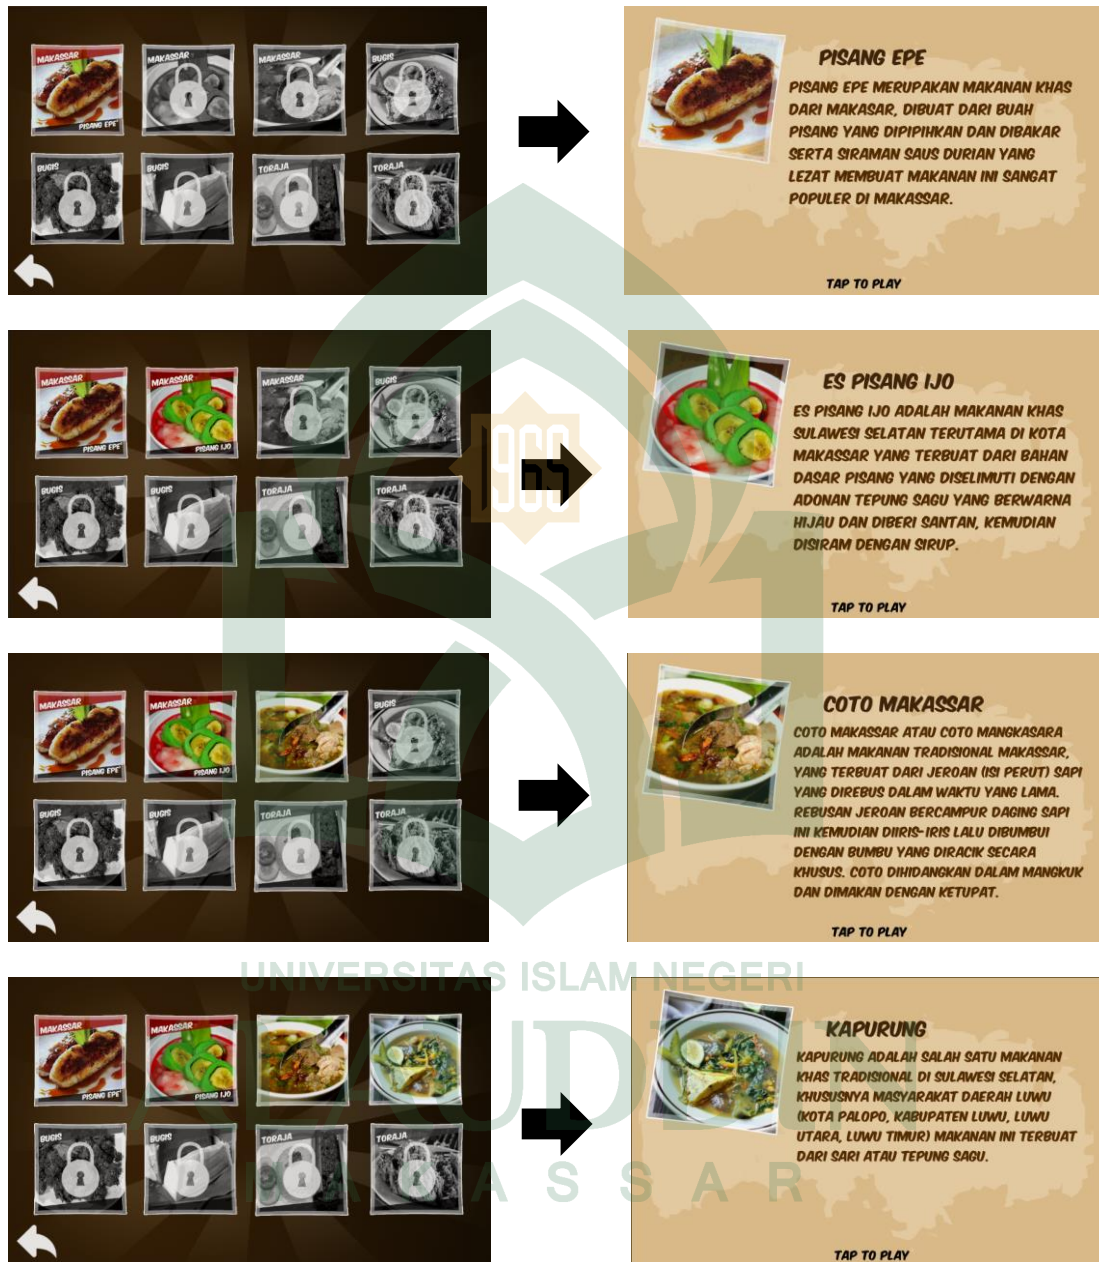 MAKASSAR
MAKASSAR
MAKASSAR
BUGIS
PISANG EPE'
BUGIS
BUGIS
TORAJA
TORAJA
PISANG EPE
PISANG EPE MERUPAKAN MAKANAN KHAS
DARI MAKASAR, DIBUAT DARI BUAH
PISANG YANG DIPIPIHKAN DAN DIBAKAR
SERTA SIRAMAN SAUS DURIAN YANG
LEZAT MEMBUAT MAKANAN INI SANGAT
POPULER DI MAKASSAR.
TAP TO PLAY
MAKASSAR
MAKASSAR
MAKASSAR
BUGIS
PISANG EPE'
PISANG IJO
BUGIS
BUGIS
TORAJA
TORAJA
1965
ES PISANG IJO
ES PISANG IJO ADALAH MAKANAN KHAS
SULAWESI SELATAN TERUTAMA DI KOTA
MAKASSAR YANG TERBUAT DARI BAHAN
DASAR PISANG YANG DISELIMUTI DENGAN
ADONAN TEPUNG SAGU YANG BERWARNA
HIJAU DAN DIBERI SANTAN, KEMUDIAN
DISIRAM DENGAN SIRUP.
TAP TO PLAY
MAKASSAR
MAKASSAR
BUGIS
PISANG EPE'
PISANG IJO
BUGIS
BUGIS
TORAJA
TORAJA
COTO MAKASSAR
COTO MAKASSAR ATAU COTO MANGKASARA
ADALAH MAKANAN TRADISIONAL MAKASSAR,
YANG TERBUAT DARI JEROAN (ISI PERUT) SAPI
YANG DIREBUS DALAM WAKTU YANG LAMA.
REBUSAN JEROAN BERCAMPUR DAGING SAPI
INI KEMUDIAN DIIRIS-IRIS LALU DIBUMBUI
DENGAN BUMBU YANG DIRACIK SECARA
KHUSUS. COTO DIHIDANGKAN DALAM MANGKUK
DAN DIMAKAN DENGAN KETUPAT.
TAP TO PLAY
UNIVERSITAS ISLAM NEGERI
ALAUDDIN
MAKASSAR
MAKASSAR
MAKASSAR
PISANG EPE'
PISANG IJO
BUGIS
BUGIS
TORAJA
TORAJA
KAPURUNG
KAPURUNG ADALAH SALAH SATU MAKANAN
KHAS TRADISIONAL DI SULAWESI SELATAN,
KHUSUSNYA MASYARAKAT DAERAH LUWU
(KOTA PALOPO, KABUPATEN LUWU, LUWU
UTARA, LUWU TIMUR) MAKANAN INI TERBUAT
DARI SARI ATAU TEPUNG SAGU.
TAP TO PLAY